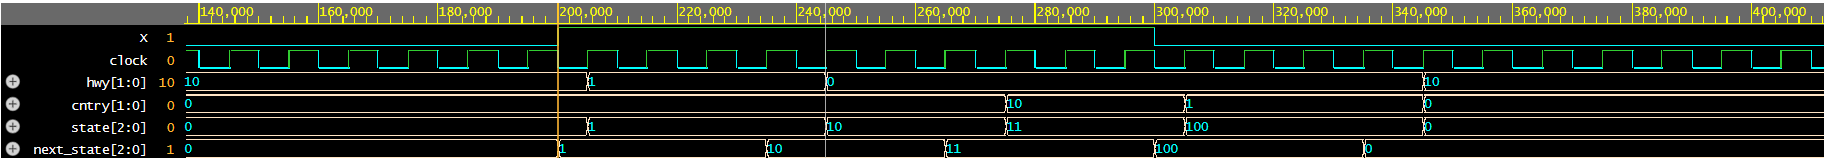 140,000 160,000 180,000 200,000 220,000 240,000 260,000 280,000 300,000 320,000 340,000 360,000 380,000 400,000
X 1
clock 0
hwy[1:0] 10 10 1 0 10
cntry[1:0] 0 0 10 1 0
state[2:0] 0 0 1 10 11 100 0
next_state[2:0] 1 0 1 10 11 100 0